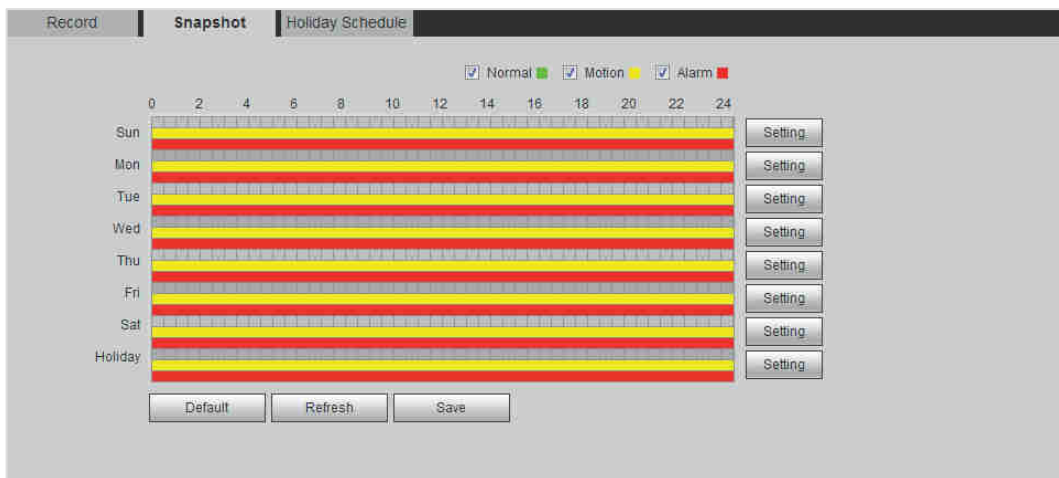 Record Snapshot Holiday Schedule
Normal Motion Alarm
0 2 4 6 8 10 12 14 16 18 20 22 24
Sun Setting
Mon Setting
Tue Setting
Wed Setting
Thu Setting
Fri Setting
Sat Setting
Holiday Setting
Default Refresh Save